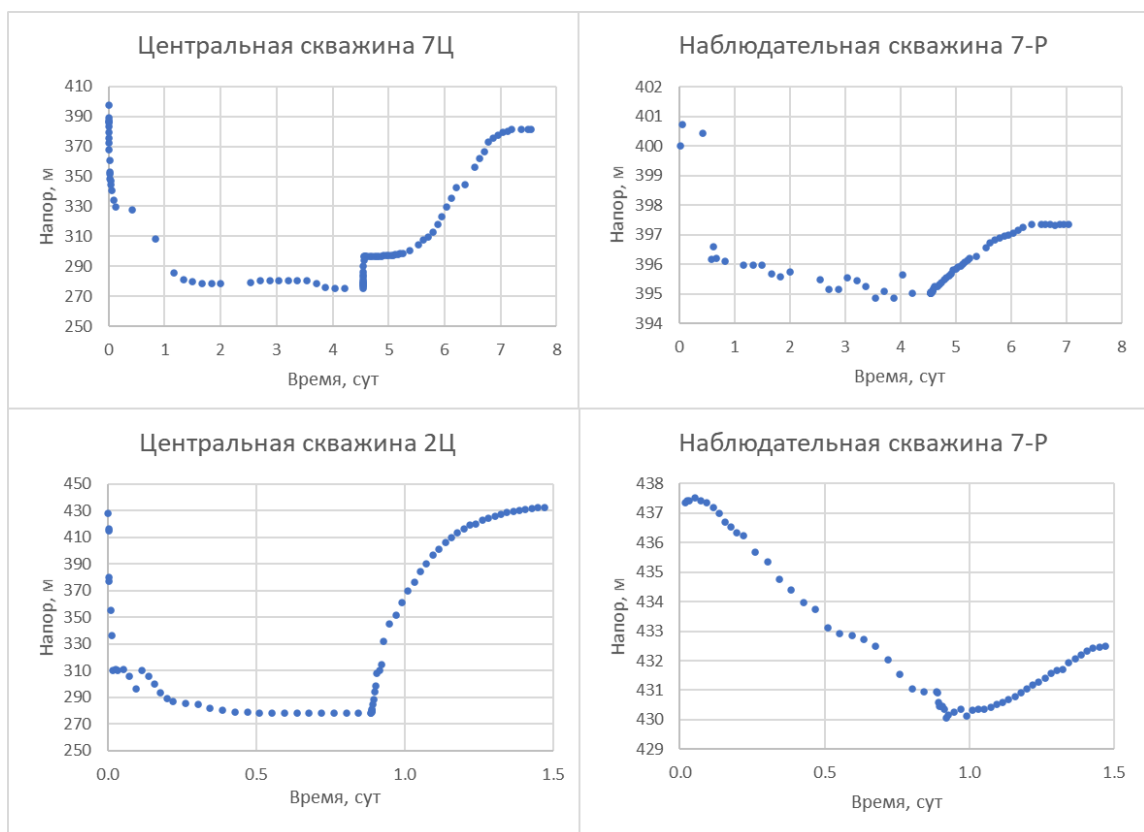 Центральная скважина 7Ц
410
390
370
350
330
310
290
270
250
Напор, м
0 1 2 3 4 5 6 7 8
Время, сут
Наблюдательная скважина 7-Р
402
401
400
399
398
397
396
395
394
Напор, м
0 1 2 3 4 5 6 7 8
Время, сут
Центральная скважина 2Ц
450
430
410
390
370
350
330
310
290
270
250
Напор, м
0.0 0.5 1.0 1.5
Время, сут
Наблюдательная скважина 7-Р
438
437
436
435
434
433
432
431
430
429
Напор, м
0.0 0.5 1.0 1.5
Время, сут